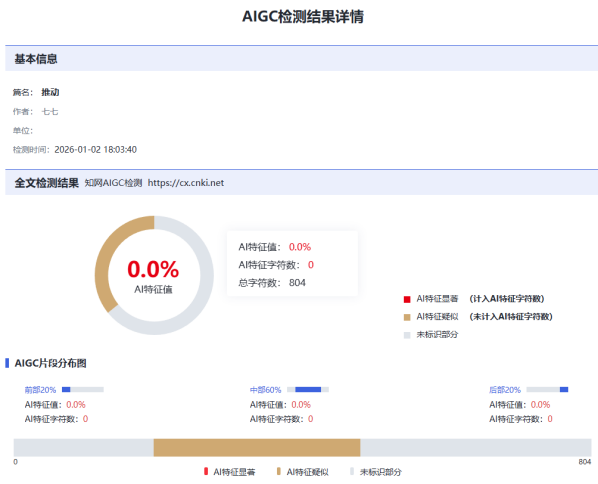 AIGC检测结果详情
基本信息
篇名： 推动
作者： 七七
单位：
检测时间：2026-01-02 18:03:40
全文检测结果 知网AIGC检测 https://cx.cnki.net
0.0%
AI特征值
AI特征值： 0.0%
AI特征字符数： 0
总字符数： 804
AI特征显著 (计入AI特征字符数)
AI特征疑似 (未计入AI特征字符数)
未标识部分
AIGC片段分布图
前部20% 中部60% 后部20%
AI特征值：0.0% AI特征值：0.0% AI特征值：0.0%
AI特征字符数：0 AI特征字符数：0 AI特征字符数：0
0 804
AI特征显著 AI特征疑似 未标识部分